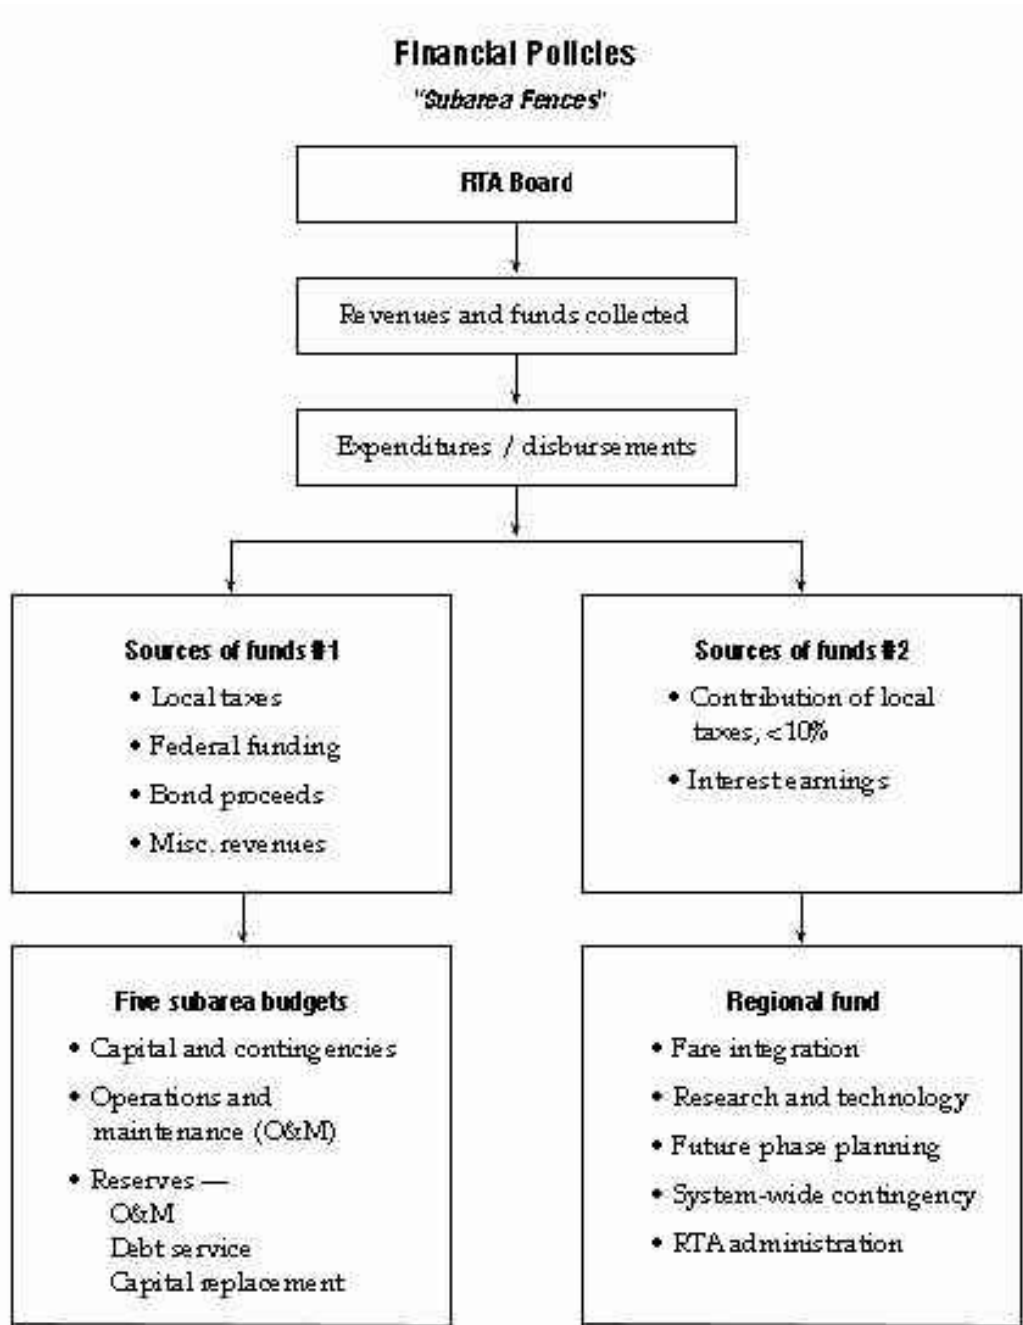 Financial Policies
"Subarea Fences"
RTA Board
Revenues and funds collected
Expenditures / disbursements
Sources of funds #1
• Local taxes
• Federal funding
• Bond proceeds
• Misc. revenues
Sources of funds #2
• Contribution of local
taxes, <10%
• Interest earnings
Five subarea budgets
• Capital and contingencies
• Operations and
maintenance (O&M)
• Reserves —
O&M
Debt service
Capital replacement
Regional fund
• Fare integration
• Research and technology
• Future phase planning
• System-wide contingency
• RTA administration